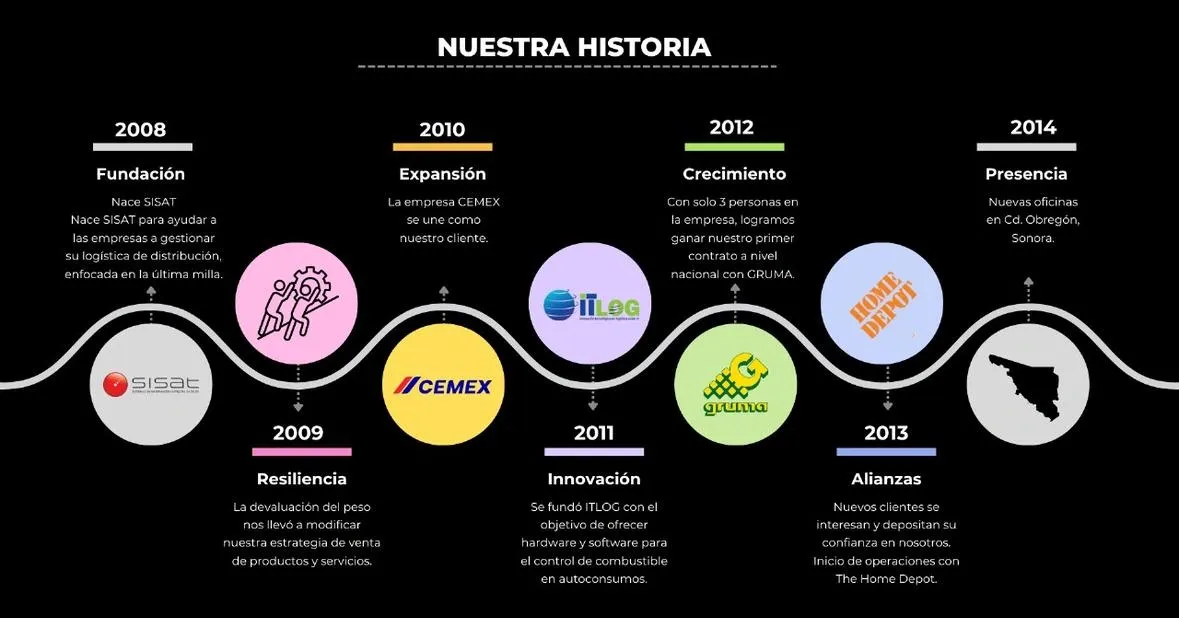 NUESTRA HISTORIA
2008
Fundación
Nace SISAT
Nace SISAT para ayudar a
las empresas a gestionar
su logística de distribución,
enfocada en la última milla.
sisat
2009
Resiliencia
La devaluación del peso
nos llevó a modificar
nuestra estrategia de venta
de productos y servicios.
2010
Expansión
La empresa CEMEX
se une como
nuestro cliente.
CEMEX
ITLOG
2011
Innovación
Se fundó ITLOG con el
objetivo de ofrecer
hardware y software para
el control de combustible
en autoconsumos.
2012
Crecimiento
Con solo 3 personas en
la empresa, logramos
ganar nuestro primer
contrato a nivel
nacional con GRUMA.
G
gruma
HOME
DEPOT
2013
Alianzas
Nuevos clientes se
interesan y depositan su
confianza en nosotros.
Inicio de operaciones con
The Home Depot.
2014
Presencia
Nuevas oficinas
en Cd. Obregón,
Sonora.